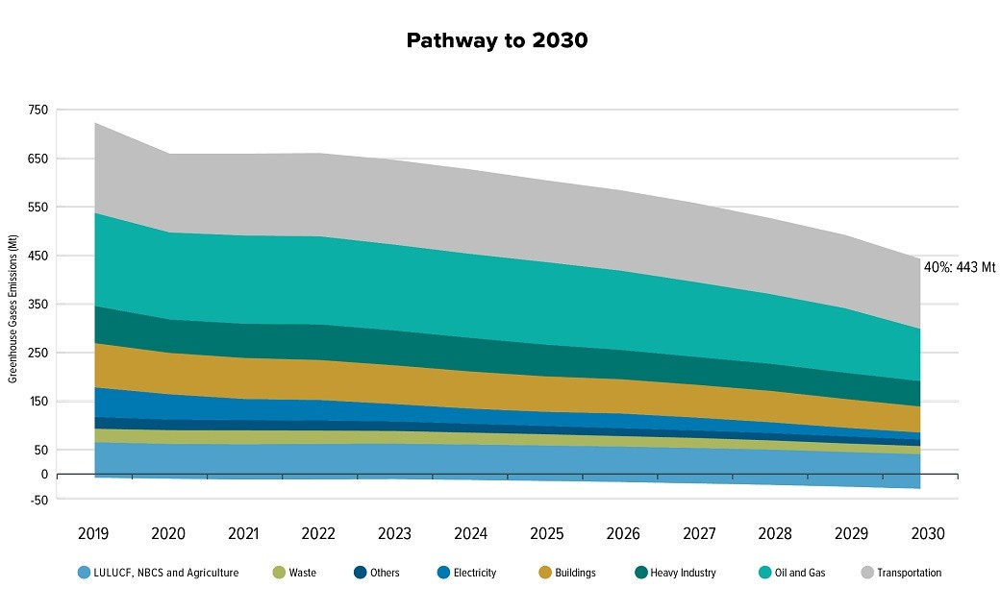 Pathway to 2030
Greenhouse Gases Emissions (Mt)
750
650
550
450
350
250
150
50
0
-50
40%: 443 Mt
2019 2020 2021 2022 2023 2024 2025 2026 2027 2028 2029 2030
LULUCF, NBCS and Agriculture Waste Others Electricity Buildings Heavy Industry Oil and Gas Transportation